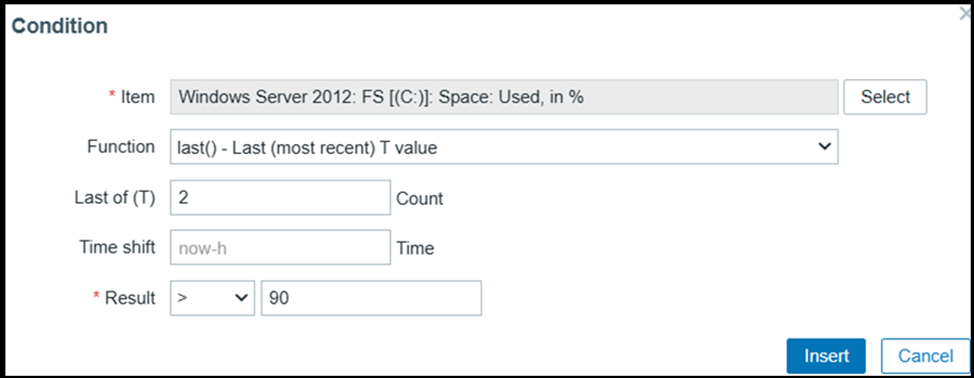 Condition
* Item Windows Server 2012: FS [(C:)]: Space: Used, in % Select
Function last() - Last (most recent) T value
Last of (T) 2 Count
Time shift now-h Time
* Result > 90
Insert Cancel